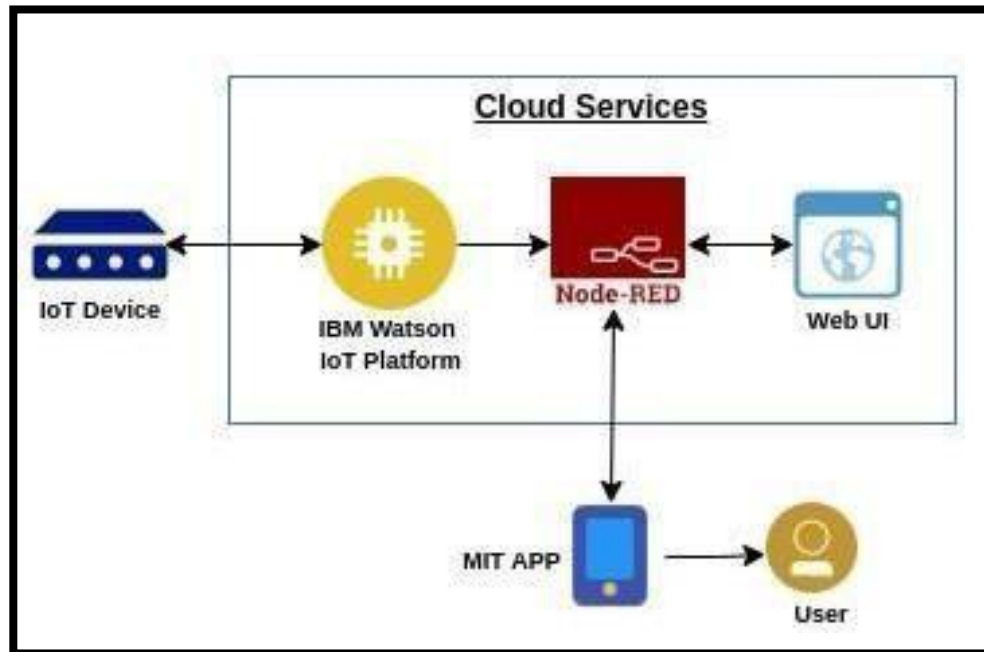 Cloud Services
IoT Device
IBM Watson
IoT Platform
Node-RED
Web UI
MIT APP
User